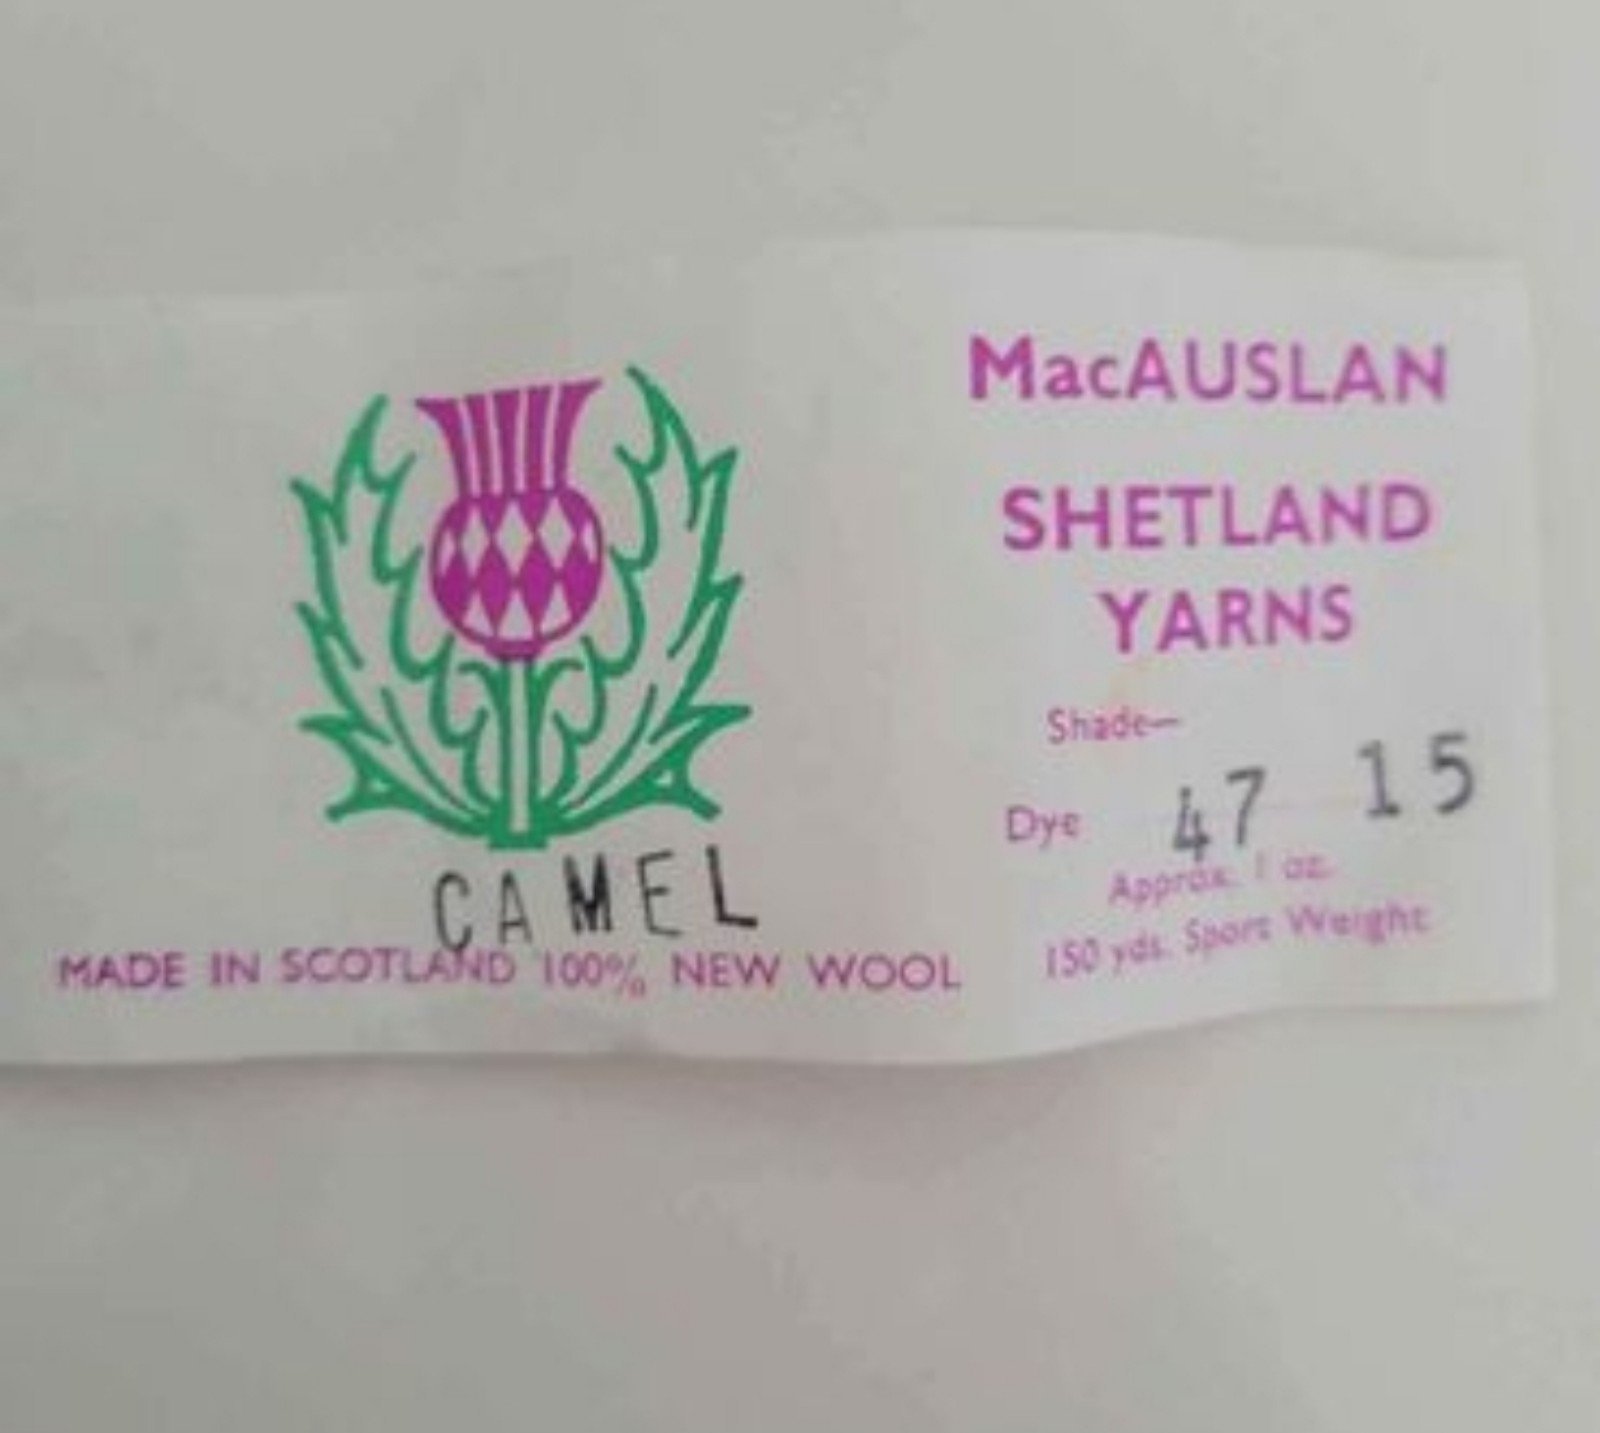 CAMEL
MADE IN SCOTLAND 100% NEW WOOL
MacAUSLAN
SHETLAND
YARNS
Shade—
Dye 47 15
Approx. 1 oz.
150 yds. Sport Weight